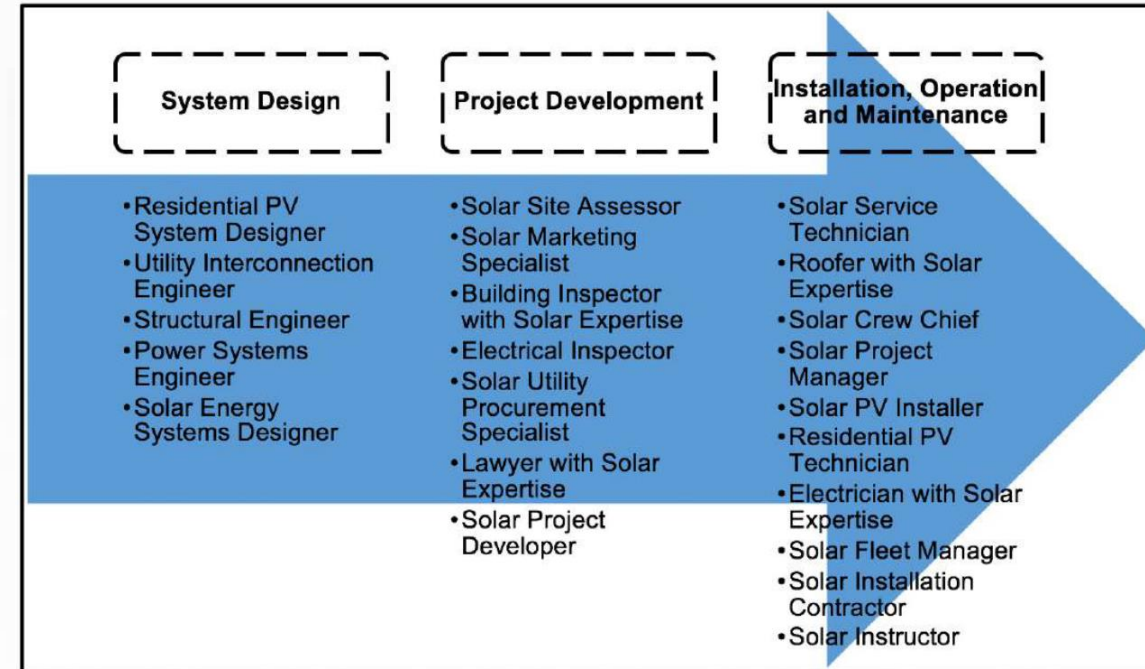 System Design
•Residential PV
System Designer
•Utility Interconnection
Engineer
•Structural Engineer
•Power Systems
Engineer
•Solar Energy
Systems Designer
Project Development
•Solar Site Assessor
•Solar Marketing
Specialist
•Building Inspector
with Solar Expertise
•Electrical Inspector
•Solar Utility
Procurement
Specialist
•Lawyer with Solar
Expertise
•Solar Project
Developer
Installation, Operation
and Maintenance
•Solar Service
Technician
•Roofer with Solar
Expertise
•Solar Crew Chief
•Solar Project
Manager
•Solar PV Installer
•Residential PV
Technician
•Electrician with Solar
Expertise
•Solar Fleet Manager
•Solar Installation
Contractor
•Solar Instructor